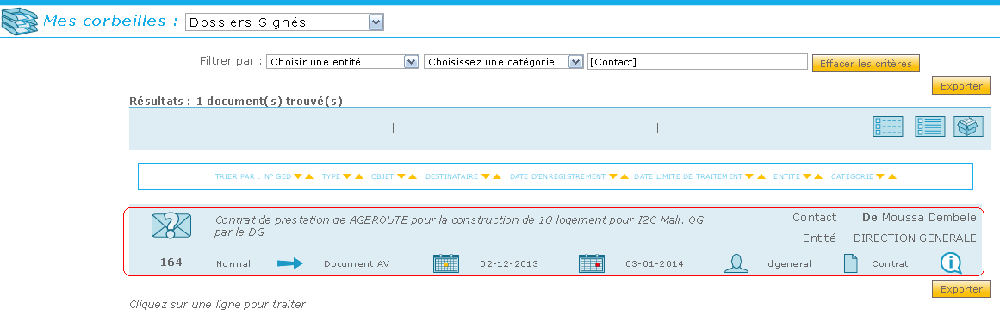 Mes corbeilles : Dossiers Signés
Filtrer par : Choisir une entité Choisissez une catégorie [Contact] Effacer les critères
Exporter
Résultats : 1 document(s) trouvé(s)
| | |
TRIER PAR : N° GED TYPE OBJET DESTINATAIRE DATE D'ENREGISTREMENT DATE LIMITE DE TRAITEMENT ENTITÉ CATÉGORIE
Contrat de prestation de AGEROUTE pour la construction de 10 logement pour I2C Mali. OG
par le DG
Contact : De Moussa Dembele
Entité : DIRECTION GENERALE
164 Normal Document AV 02-12-2013 03-01-2014 dgeneral Contrat
Exporter
Cliquez sur une ligne pour traiter